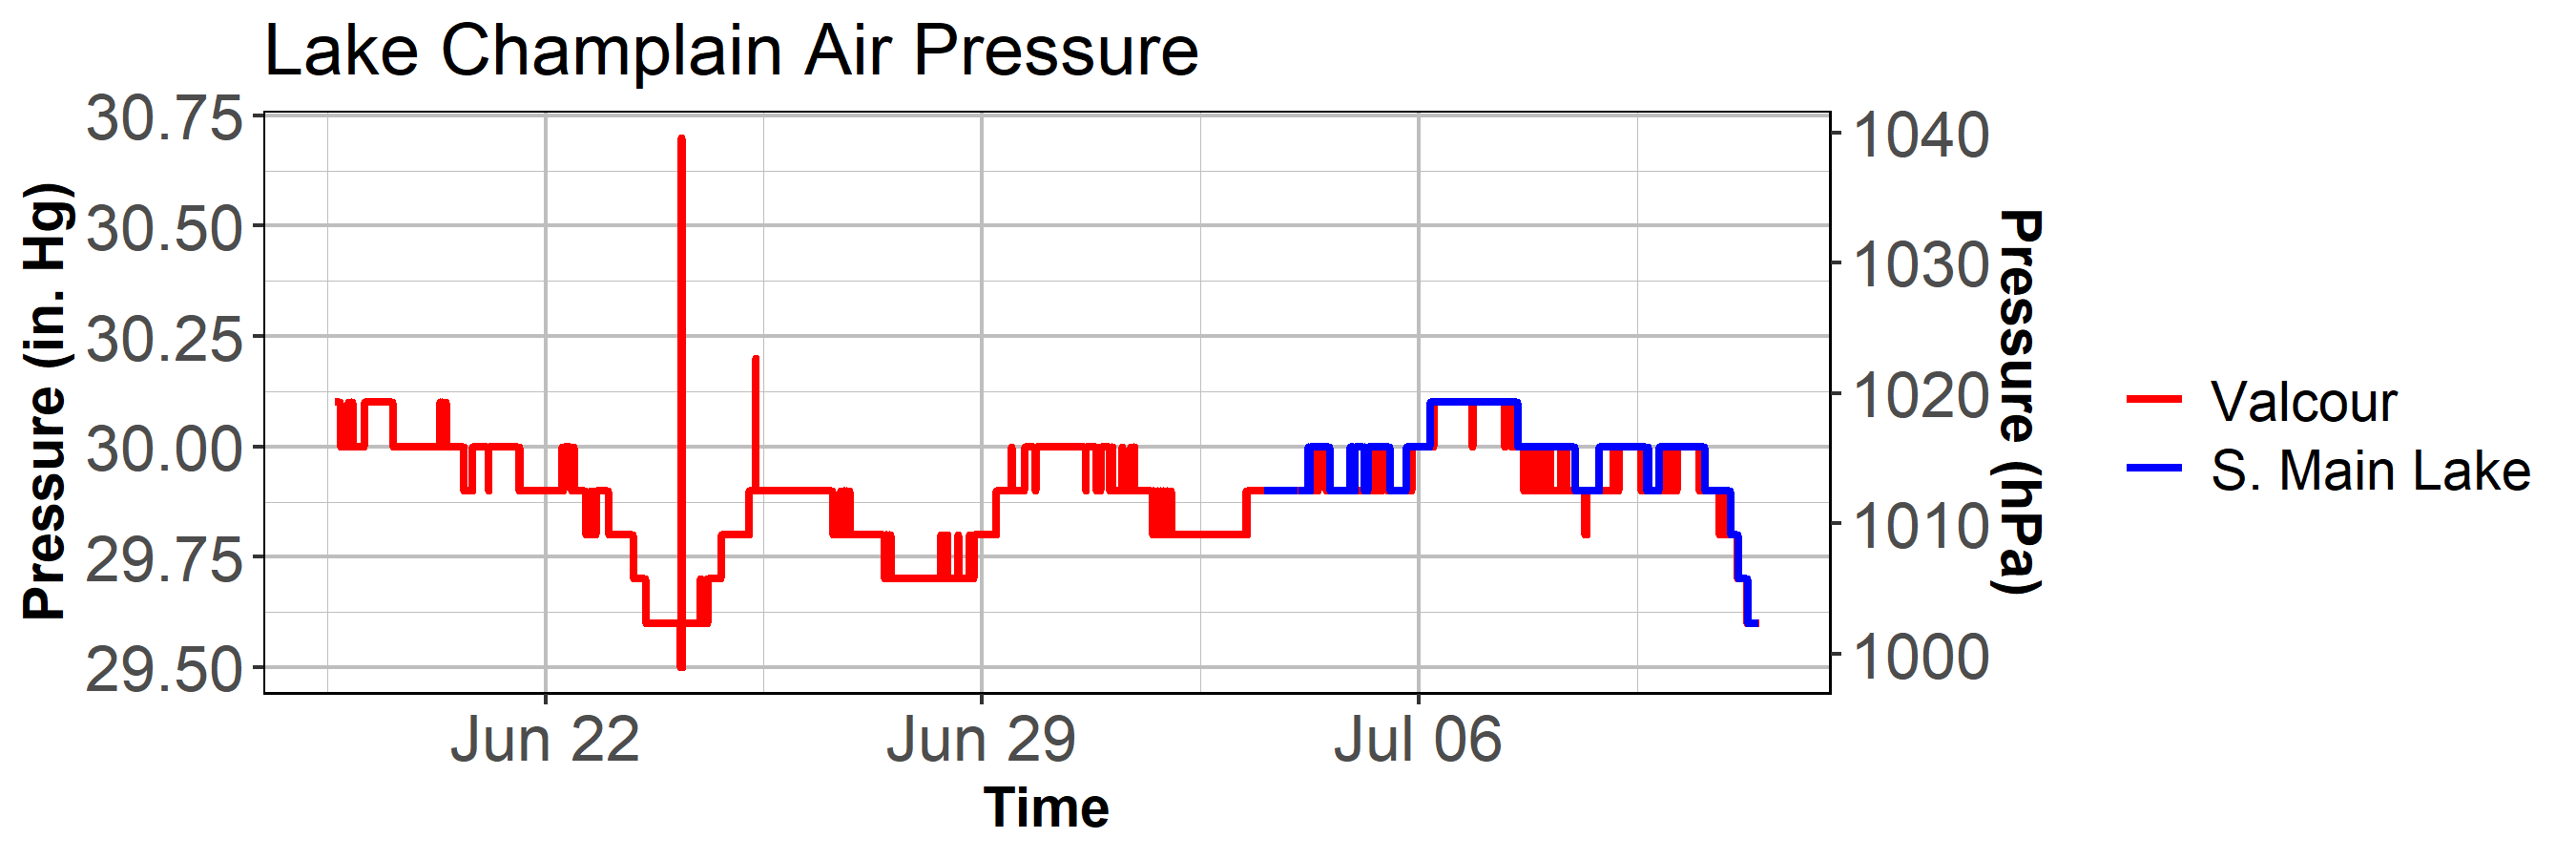 Lake Champlain Air Pressure
Pressure (in. Hg)
30.75
30.50
30.25
30.00
29.75
29.50
1040
1030
1020
1010
1000
Pressure (hPa)
Valcour
S. Main Lake
Jun 22
Jun 29
Jul 06
Time